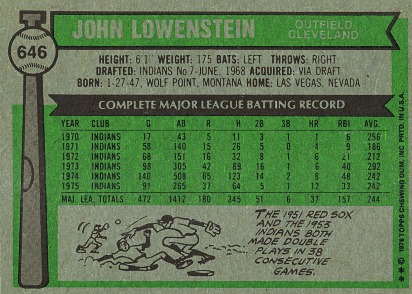 646
JOHN LOWENSTEIN
OUTFIELD
CLEVELAND
HEIGHT: 6'1" WEIGHT: 175 BATS: LEFT THROWS: RIGHT
DRAFTED: INDIANS No 7-JUNE, 1968 ACQUIRED: VIA DRAFT
BORN: 1-27-47, WOLF POINT, MONTANA HOME: LAS VEGAS, NEVADA
COMPLETE MAJOR LEAGUE BATTING RECORD
YEAR CLUB G AB R H 2B 3B HR RBI AVG
1970 INDIANS 17 43 5 11 3 1 1 6 256
1971 INDIANS 58 140 15 26 5 0 4 9 186
1972 INDIANS 68 151 16 32 8 1 6 21 212
1973 INDIANS 98 305 42 89 16 1 6 40 292
1974 INDIANS 140 508 65 123 14 2 8 48 242
1975 INDIANS 91 265 37 64 5 1 12 33 242
MAJ. LEA. TOTALS 472 1412 180 345 51 6 37 157 244
THE 1951 RED SOX
AND THE 1953
INDIANS BOTH
MADE DOUBLE
PLAYS IN 38
CONSECUTIVE
GAMES.
** © 1976 TOPPS CHEWING GUM, INC. PRTD. IN U.S.A.